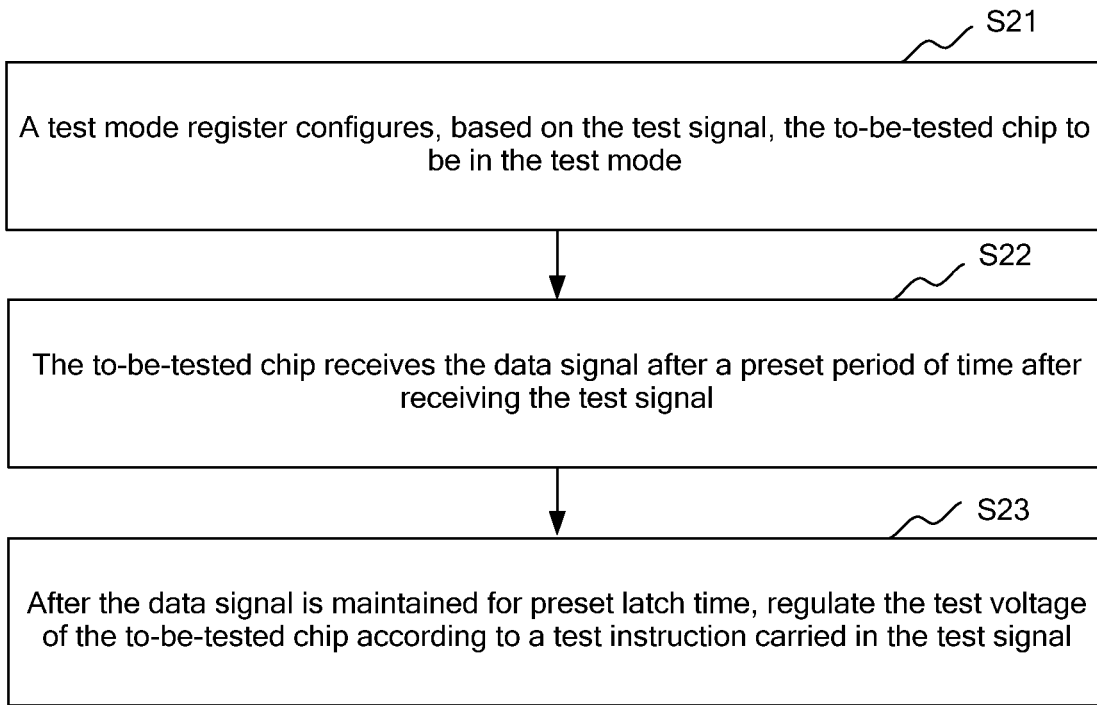 S21
A test mode register configures, based on the test signal, the to-be-tested chip to
be in the test mode
S22
The to-be-tested chip receives the data signal after a preset period of time after
receiving the test signal
S23
After the data signal is maintained for preset latch time, regulate the test voltage
of the to-be-tested chip according to a test instruction carried in the test signal